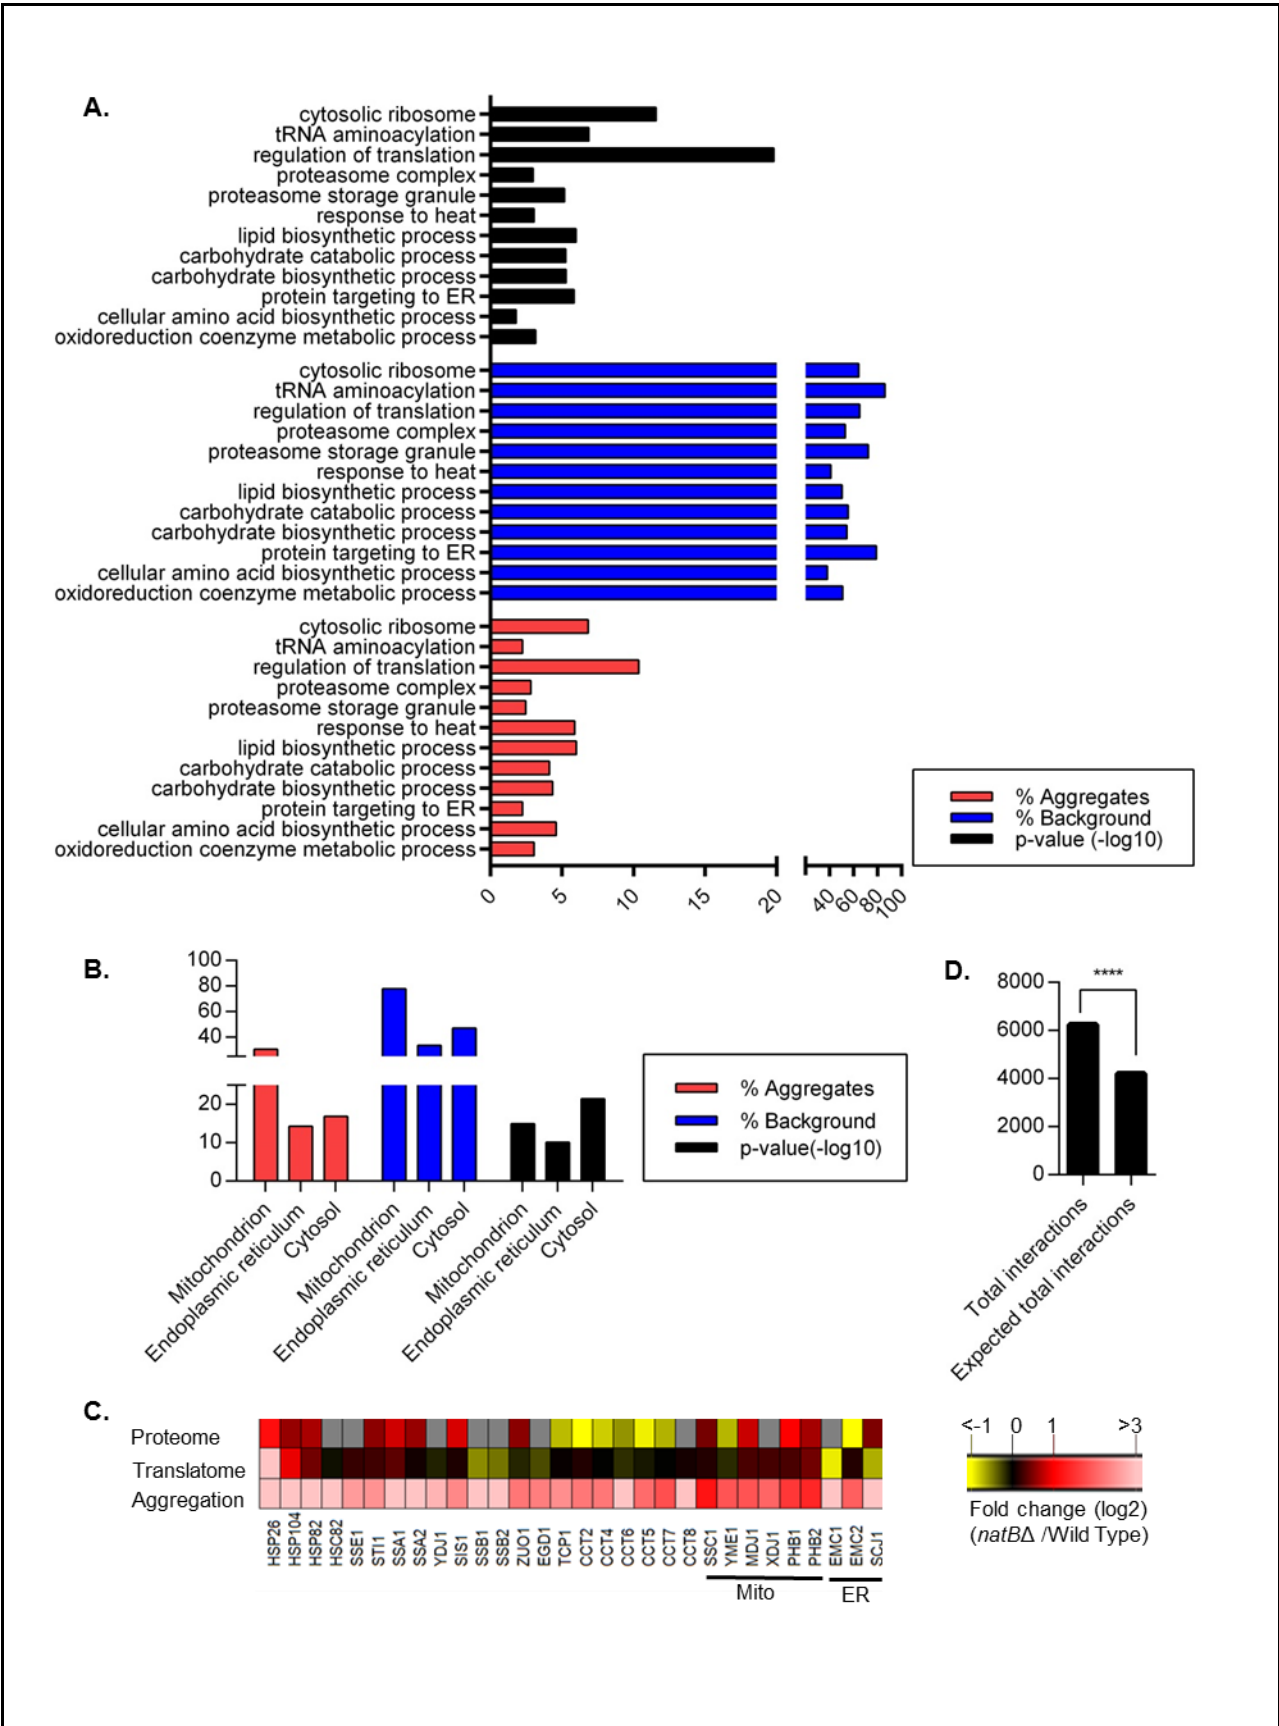 A.
cytosolic ribosome
tRNA aminoacylation
regulation of translation
proteasome complex
proteasome storage granule
response to heat
lipid biosynthetic process
carbohydrate catabolic process
carbohydrate biosynthetic process
protein targeting to ER
cellular amino acid biosynthetic process
oxidoreduction coenzyme metabolic process
cytosolic ribosome
tRNA aminoacylation
regulation of translation
proteasome complex
proteasome storage granule
response to heat
lipid biosynthetic process
carbohydrate catabolic process
carbohydrate biosynthetic process
protein targeting to ER
cellular amino acid biosynthetic process
oxidoreduction coenzyme metabolic process
cytosolic ribosome
tRNA aminoacylation
regulation of translation
proteasome complex
proteasome storage granule
response to heat
lipid biosynthetic process
carbohydrate catabolic process
carbohydrate biosynthetic process
protein targeting to ER
cellular amino acid biosynthetic process
oxidoreduction coenzyme metabolic process
0 5 10 15 20 40 60 80 100
% Aggregates
% Background
p-value (-log10)
B.
100
80
60
40
20
10
0
Mitochondrion
Endoplasmic reticulum
Cytosol
Mitochondrion
Endoplasmic reticulum
Cytosol
Mitochondrion
Endoplasmic reticulum
Cytosol
% Aggregates
% Background
p-value(-log10)
D.
8000
6000
4000
2000
0
****
Total interactions
Expected total interactions
C.
Proteome
Translatome
Aggregation
HSP26 HSP104 HSP82 HSC82 SSE1 STI1 SSA1 SSA2 YDJ1 SIS1 SSB1 SSB2 ZUO1 EGD1 TCP1 CCT2 CCT4 CCT6 CCT5 CCT7 CCT8 SSC1 YME1 MDJ1 XDJ1 PHB1 PHB2 EMC1 EMC2 SCJ1
Mito ER
<-1 0 1 >3
Fold change (log2)
(natBΔ /Wild Type)